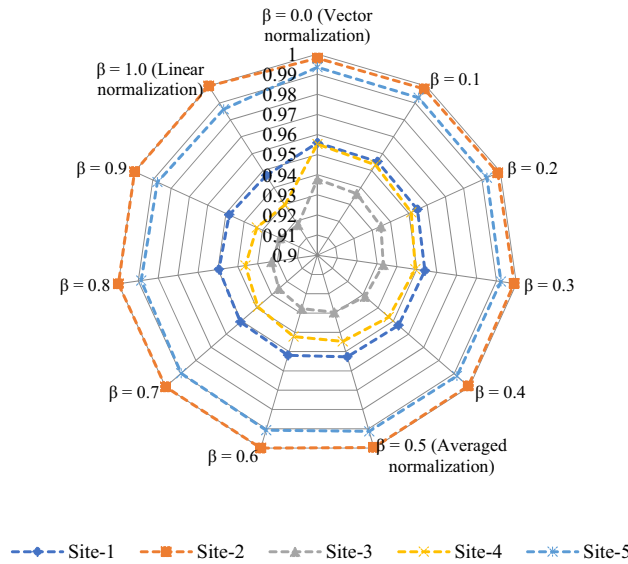 β = 0.0 (Vector
normalization)
β = 0.1
β = 0.2
β = 0.3
β = 0.4
β = 0.5 (Averaged
normalization)
β = 0.6
β = 0.7
β = 0.8
β = 0.9
β = 1.0 (Linear
normalization)
1
0.99
0.98
0.97
0.96
0.95
0.94
0.93
0.92
0.91
0.9
Site-1
Site-2
Site-3
Site-4
Site-5